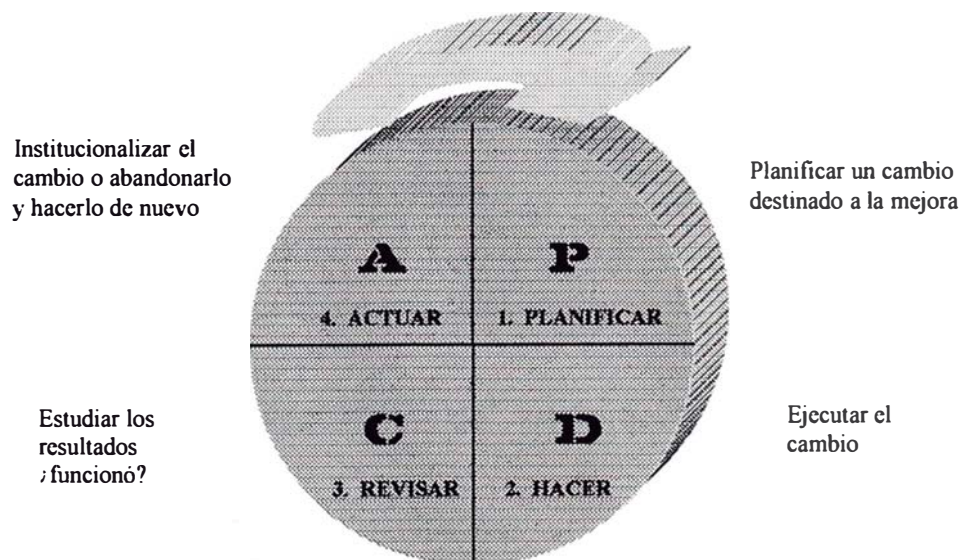 Institucionalizar el
cambio o abandonarlo
y hacerlo de nuevo
Planificar un cambio
destinado a la mejora
A
P
4. ACTUAR
1. PLANIFICAR
C
D
3. REVISAR
2. HACER
Estudiar los
resultados
¿funcionó?
Ejecutar el
cambio